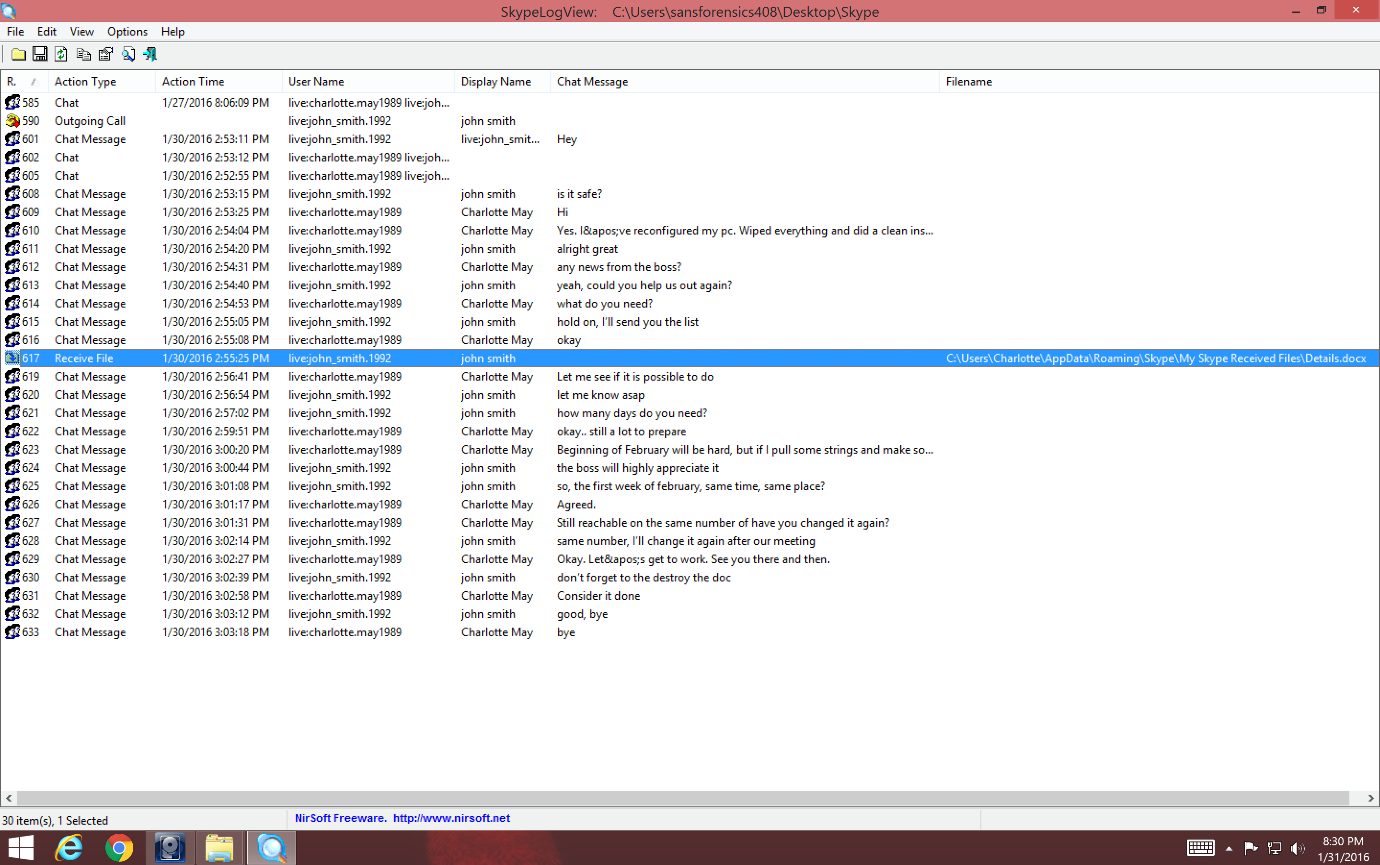 SkypeLogView: C:\Users\sansforensics408\Desktop\Skype
File Edit View Options Help
R. / Action Type Action Time User Name Display Name Chat Message Filename
585 Chat 1/27/2016 8:06:09 PM live:charlotte.may1989 live:joh...
590 Outgoing Call live:john_smith.1992 john smith
601 Chat Message 1/30/2016 2:53:11 PM live:john_smith.1992 live:john_smit... Hey
602 Chat 1/30/2016 2:53:12 PM live:charlotte.may1989 live:joh...
605 Chat 1/30/2016 2:52:55 PM live:charlotte.may1989 live:joh...
608 Chat Message 1/30/2016 2:53:15 PM live:john_smith.1992 john smith is it safe?
609 Chat Message 1/30/2016 2:53:25 PM live:charlotte.may1989 Charlotte May Hi
610 Chat Message 1/30/2016 2:54:04 PM live:charlotte.may1989 Charlotte May Yes. I&apos;ve reconfigured my pc. Wiped everything and did a clean ins...
611 Chat Message 1/30/2016 2:54:20 PM live:john_smith.1992 john smith alright great
612 Chat Message 1/30/2016 2:54:31 PM live:charlotte.may1989 Charlotte May any news from the boss?
613 Chat Message 1/30/2016 2:54:40 PM live:john_smith.1992 john smith yeah, could you help us out again?
614 Chat Message 1/30/2016 2:54:53 PM live:charlotte.may1989 Charlotte May what do you need?
615 Chat Message 1/30/2016 2:55:05 PM live:john_smith.1992 john smith hold on, I'll send you the list
616 Chat Message 1/30/2016 2:55:08 PM live:charlotte.may1989 Charlotte May okay
617 Receive File 1/30/2016 2:55:25 PM live:john_smith.1992 john smith C:\Users\Charlotte\AppData\Roaming\Skype\My Skype Received Files\Details.docx
619 Chat Message 1/30/2016 2:56:41 PM live:charlotte.may1989 Charlotte May Let me see if it is possible to do
620 Chat Message 1/30/2016 2:56:54 PM live:john_smith.1992 john smith let me know asap
621 Chat Message 1/30/2016 2:57:02 PM live:john_smith.1992 john smith how many days do you need?
622 Chat Message 1/30/2016 2:59:51 PM live:charlotte.may1989 Charlotte May okay.. still a lot to prepare
623 Chat Message 1/30/2016 3:00:20 PM live:charlotte.may1989 Charlotte May Beginning of February will be hard, but if I pull some strings and make so...
624 Chat Message 1/30/2016 3:00:44 PM live:john_smith.1992 john smith the boss will highly appreciate it
625 Chat Message 1/30/2016 3:01:08 PM live:john_smith.1992 john smith so, the first week of february, same time, same place?
626 Chat Message 1/30/2016 3:01:17 PM live:charlotte.may1989 Charlotte May Agreed.
627 Chat Message 1/30/2016 3:01:31 PM live:charlotte.may1989 Charlotte May Still reachable on the same number of have you changed it again?
628 Chat Message 1/30/2016 3:02:14 PM live:john_smith.1992 john smith same number, I'll change it again after our meeting
629 Chat Message 1/30/2016 3:02:27 PM live:charlotte.may1989 Charlotte May Okay. Let&apos;s get to work. See you there and then.
630 Chat Message 1/30/2016 3:02:39 PM live:john_smith.1992 john smith don't forget to the destroy the doc
631 Chat Message 1/30/2016 3:02:58 PM live:charlotte.may1989 Charlotte May Consider it done
632 Chat Message 1/30/2016 3:03:12 PM live:john_smith.1992 john smith good, bye
633 Chat Message 1/30/2016 3:03:18 PM live:charlotte.may1989 Charlotte May bye
30 item(s), 1 Selected NirSoft Freeware. http://www.nirsoft.net
8:30 PM
1/31/2016